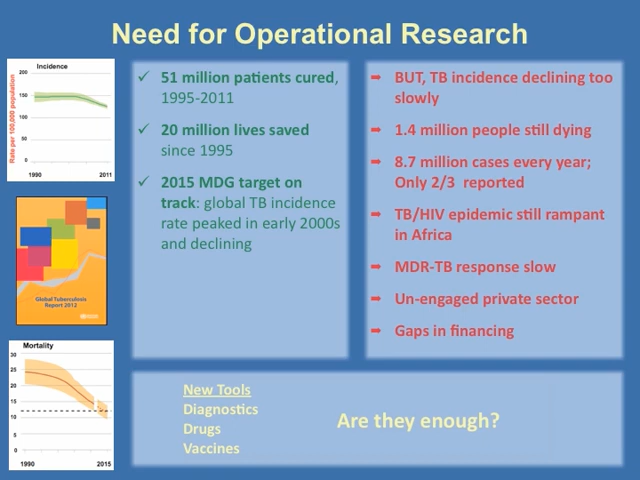 Need for Operational Research
Incidence
Rate per 100,000 population
200
150
100
50
0
1990
2011
Global Tuberculosis
Report 2012
Mortality
30
25
20
15
10
5
0
1990
2015
✓ 51 million patients cured,
1995-2011
✓ 20 million lives saved
since 1995
✓ 2015 MDG target on
track: global TB incidence
rate peaked in early 2000s
and declining
➡ BUT, TB incidence declining too
slowly
➡ 1.4 million people still dying
➡ 8.7 million cases every year;
Only 2/3 reported
➡ TB/HIV epidemic still rampant
in Africa
➡ MDR-TB response slow
➡ Un-engaged private sector
➡ Gaps in financing
New Tools
Diagnostics
Drugs
Vaccines
Are they enough?